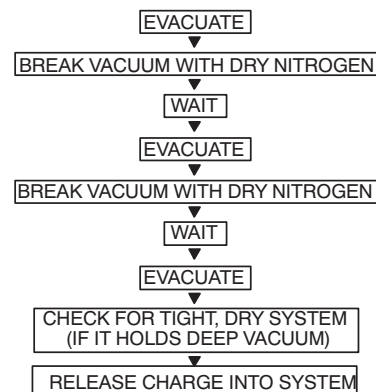 EVACUATE
BREAK VACUUM WITH DRY NITROGEN
WAIT
EVACUATE
BREAK VACUUM WITH DRY NITROGEN
WAIT
EVACUATE
CHECK FOR TIGHT, DRY SYSTEM
(IF IT HOLDS DEEP VACUUM)
RELEASE CHARGE INTO SYSTEM